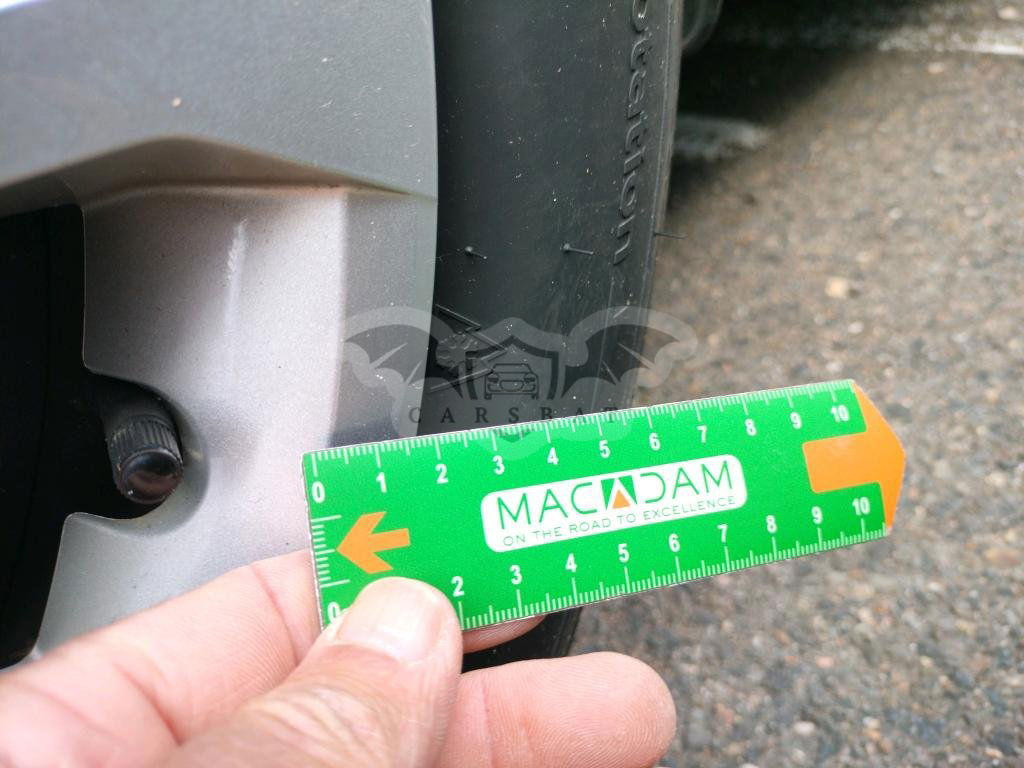 otation
CARSBAT
0 1 2 3 4 5 6 7 8 9 10
MACADAM
ON THE ROAD TO EXCELLENCE
0 2 3 4 5 6 7 8 9 10